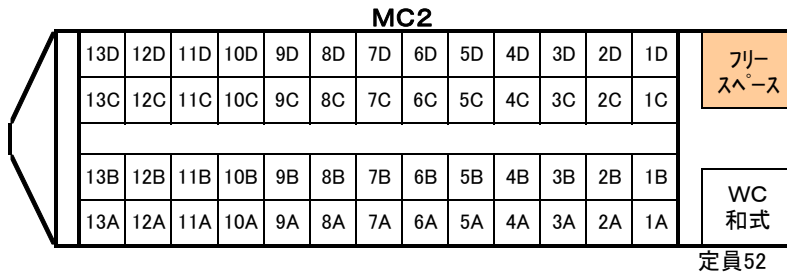 MC2
13D 12D 11D 10D 9D 8D 7D 6D 5D 4D 3D 2D 1D
13C 12C 11C 10C 9C 8C 7C 6C 5C 4C 3C 2C 1C
フリー
スペース
13B 12B 11B 10B 9B 8B 7B 6B 5B 4B 3B 2B 1B
13A 12A 11A 10A 9A 8A 7A 6A 5A 4A 3A 2A 1A
WC
和式
定員52